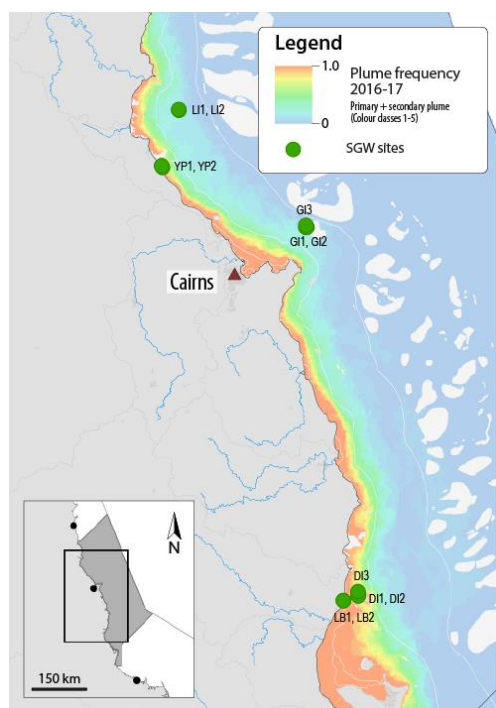 Legend
1.0
0
Plume frequency
2016-17
Primary + secondary plume
(Colour classes 1-5)
SGW sites
LI1, LI2
YP1, YP2
GI3
GI1, GI2
Cairns
DI3
DI1, DI2
LB1, LB2
N
150 km